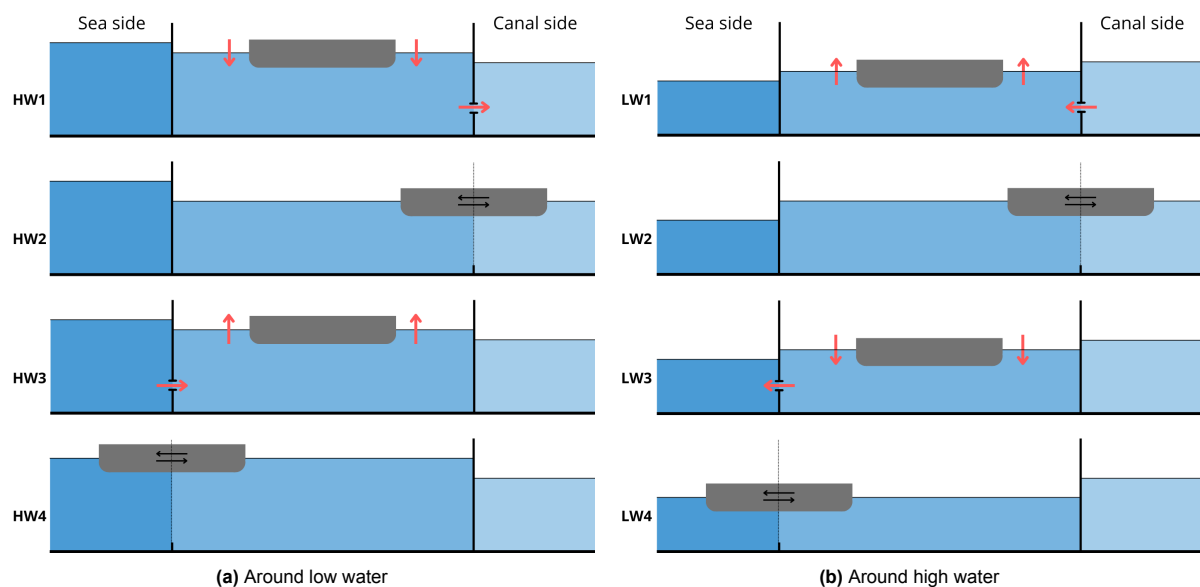 Sea side
Canal side
HW1
HW2
HW3
HW4
(a) Around low water
Sea side
Canal side
LW1
LW2
LW3
LW4
(b) Around high water